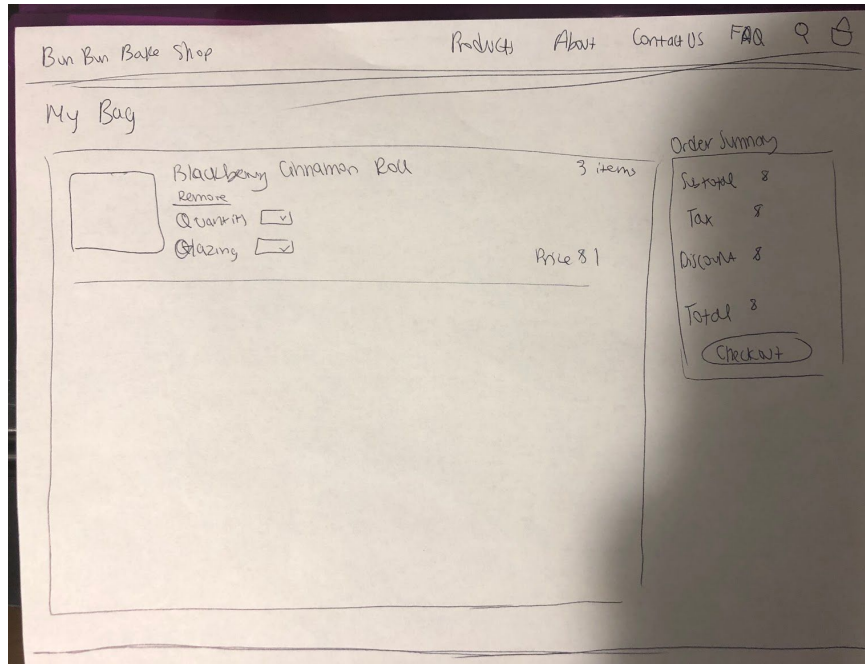 Bun Bun Bake Shop Products About Contact Us FAQ
My Bag
Blackberry Cinnamon Roll 3 items
Remove
Quantity
Glazing
Price $1
Order Summary
Subtotal $
Tax $
Discount $
Total $
Checkout